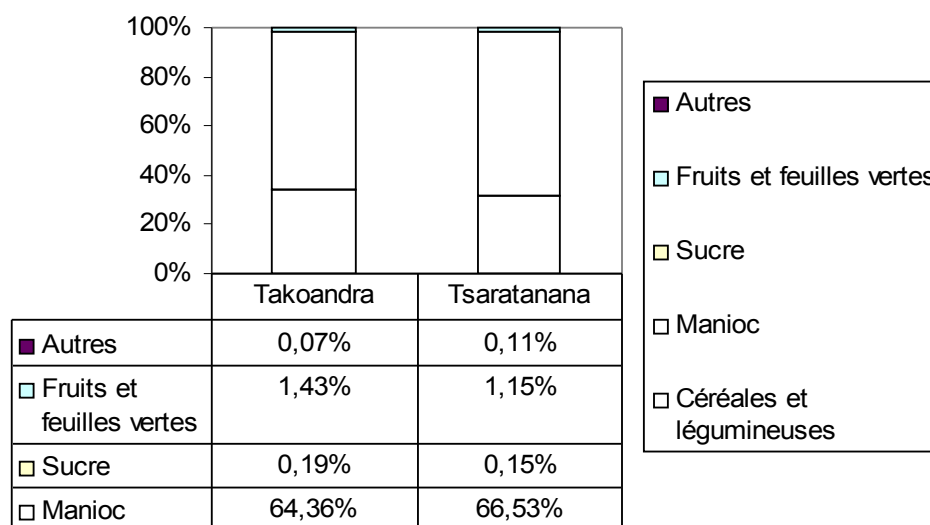 100%
80%
60%
40%
20%
0%
Takoandra Tsaratanana
Autres 0,07% 0,11%
Fruits et
feuilles vertes 1,43% 1,15%
Sucre 0,19% 0,15%
Manioc 64,36% 66,53%
Autres
Fruits et feuilles vertes
Sucre
Manioc
Céréales et
légumineuses